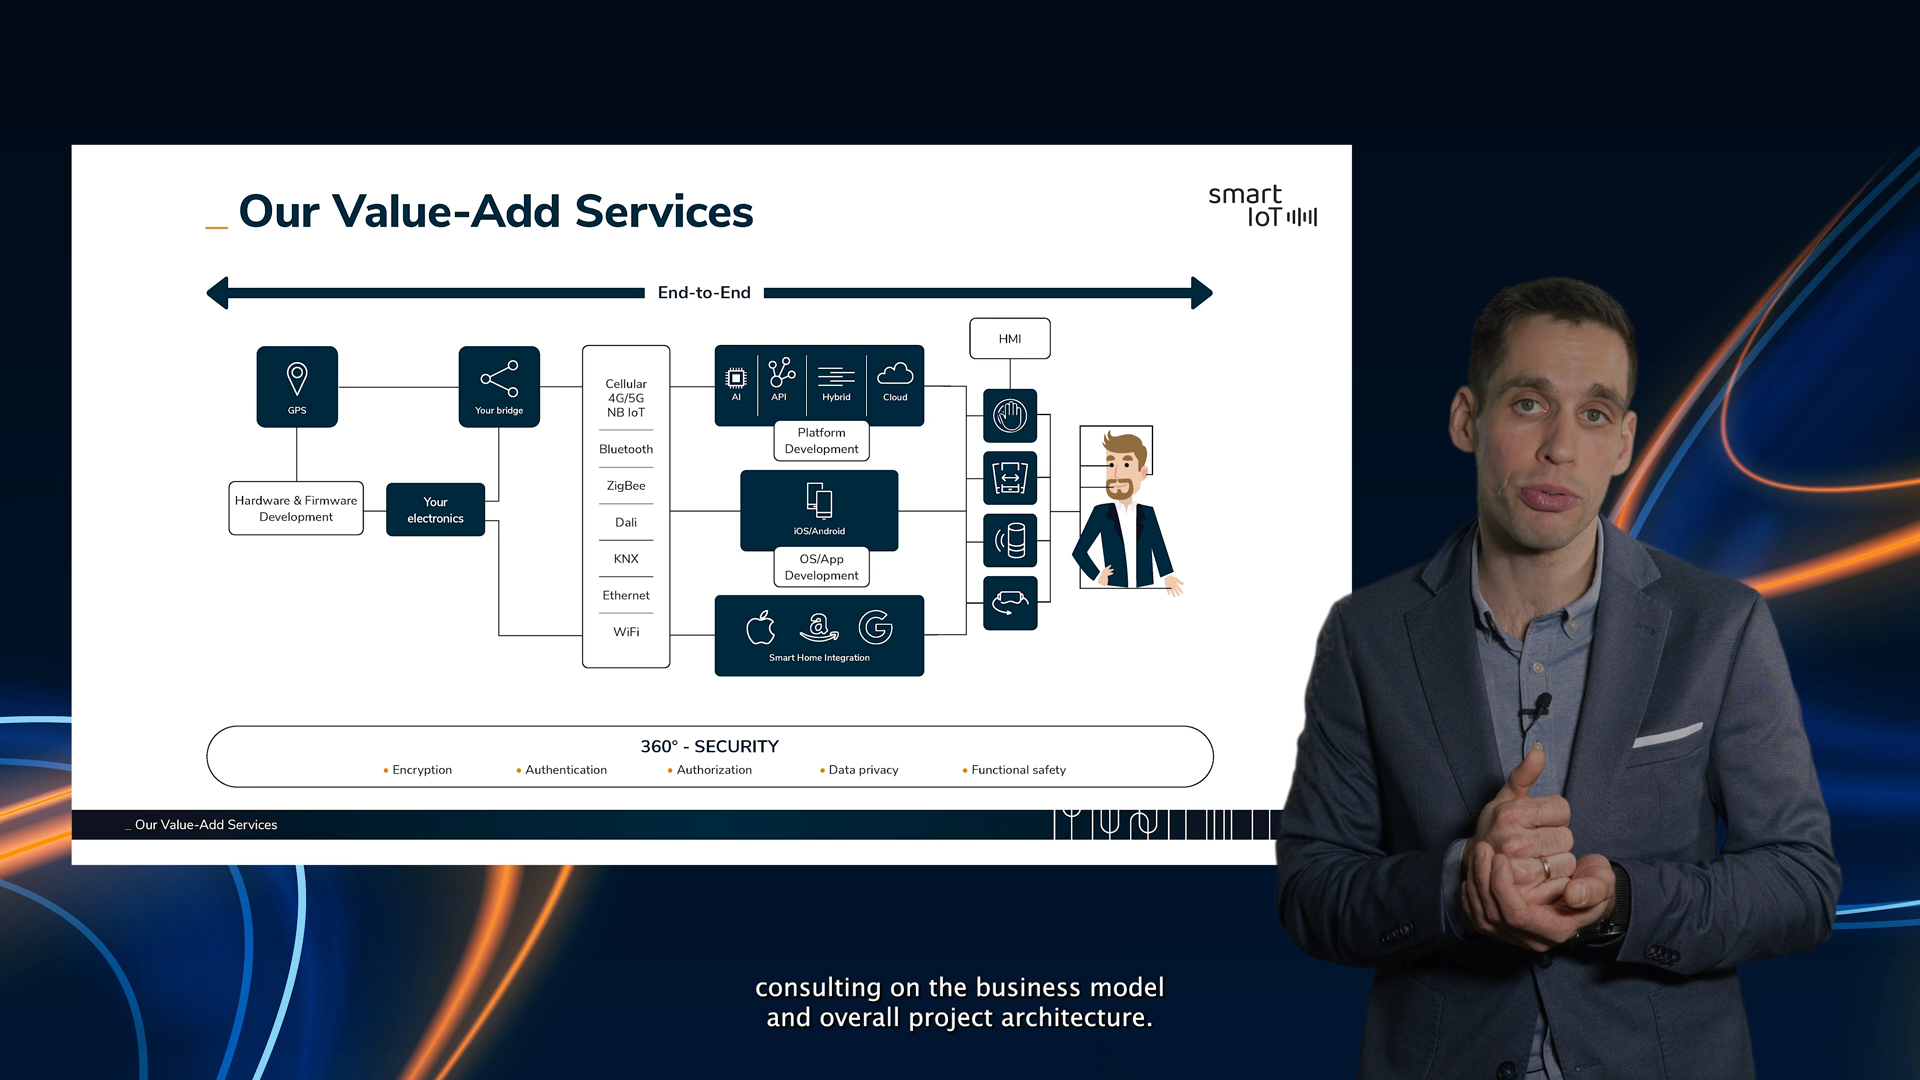 _ Our Value-Add Services
smart
IoT
End-to-End
HMI
GPS
Your bridge
Cellular
4G/5G
NB IoT
Bluetooth
ZigBee
Dali
KNX
Ethernet
WiFi
AI
API
Hybrid
Cloud
Platform
Development
Hardware & Firmware
Development
Your
electronics
iOS/Android
OS/App
Development
a
G
Smart Home Integration
360° - SECURITY
• Encryption
• Authentication
• Authorization
• Data privacy
• Functional safety
_ Our Value-Add Services
consulting on the business model
and overall project architecture.